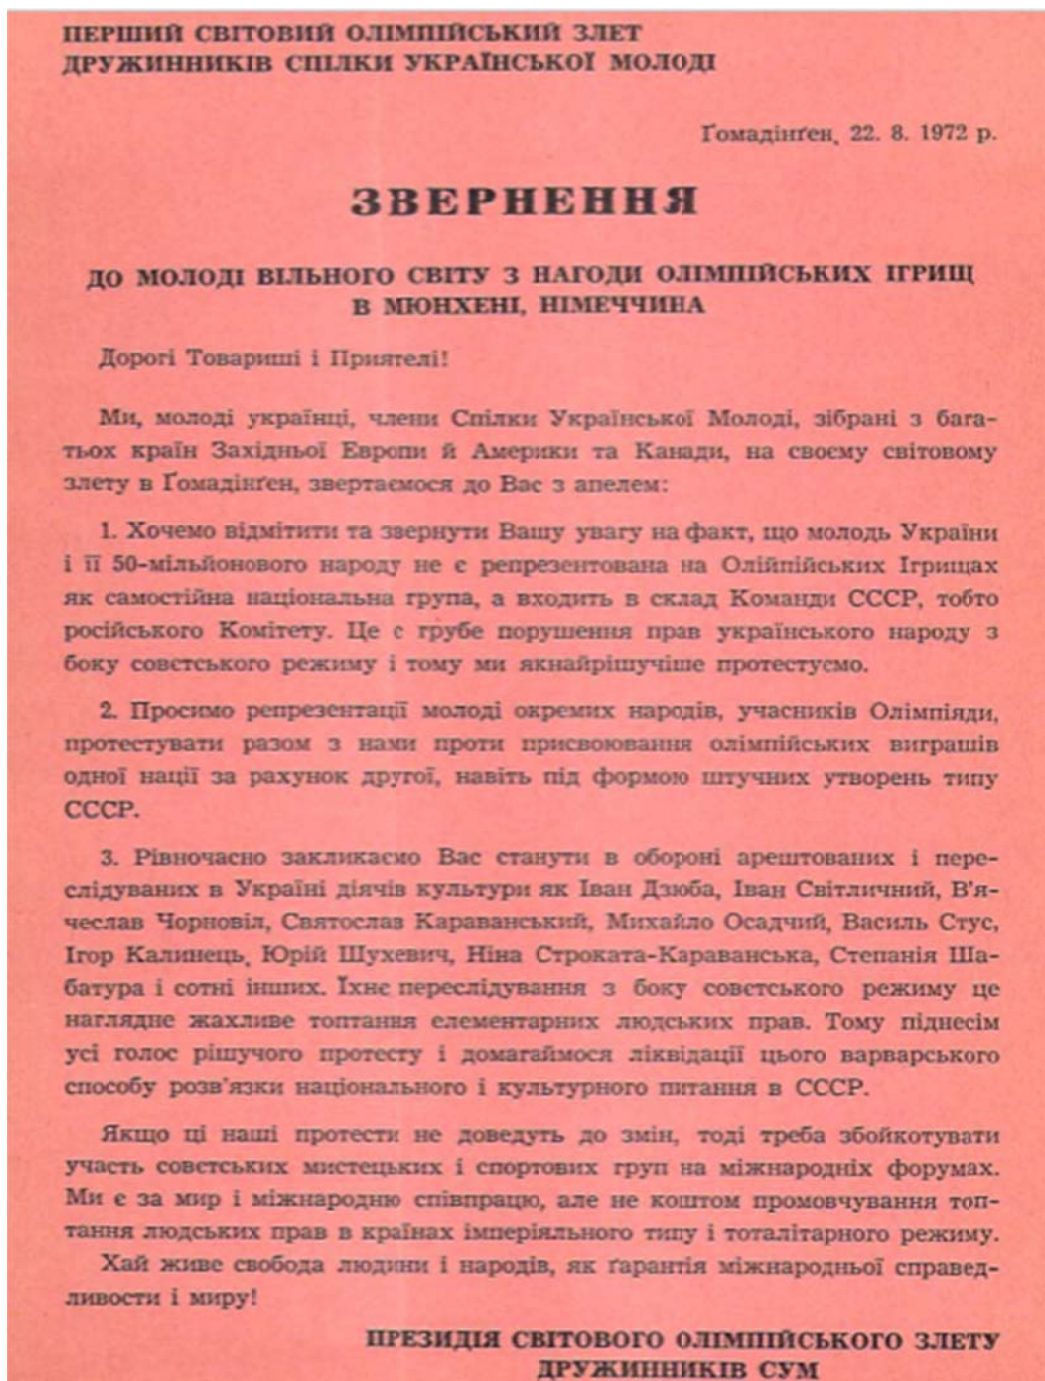 ПЕРШИЙ СВІТОВИЙ ОЛІМПІЙСЬКИЙ ЗЛЕТ
ДРУЖИННИКІВ СПІЛКИ УКРАЇНСЬКОЇ МОЛОДІ
Ґомадінґен, 22. 8. 1972 р.
ЗВЕРНЕННЯ
ДО МОЛОДІ ВІЛЬНОГО СВІТУ З НАГОДИ ОЛІМПІЙСЬКИХ ІГРИЩ
В МЮНХЕНІ, НІМЕЧЧИНА
Дорогі Товариші і Приятелі!
Ми, молоді українці, члени Спілки Української Молоді, зібрані з бага-
тьох країн Західньої Европи й Америки та Канади, на своєму світовому
злету в Ґомадінґен, звертаємося до Вас з апелем:
1. Хочемо відмітити та звернути Вашу увагу на факт, що молодь України
і її 50-мільйонового народу не є репрезентована на Олійпійських Ігрищах
як самостійна національна група, а входить в склад Команди СССР, тобто
російського Комітету. Це є грубе порушення прав українського народу з
боку совєтського режиму і тому ми якнайрішучіше протестуємо.
2. Просимо репрезентації молоді окремих народів, учасників Олімпіяди,
протестувати разом з нами проти присвоювання олімпійських виграшів
одної нації за рахунок другої, навіть під формою штучних утворень типу
СССР.
3. Рівночасно закликаємо Вас станути в обороні арештованих і пере-
слідуваних в Україні діячів культури як Іван Дзюба, Іван Світличний, В'я-
чеслав Чорновіл, Святослав Караванський, Михайло Осадчий, Василь Стус,
Ігор Калинець, Юрій Шухевич, Ніна Строката-Караванська, Степанія Ша-
батура і сотні інших. Їхнє переслідування з боку совєтського режиму це
наглядне жахливе топтання елементарних людських прав. Тому піднесім
усі голос рішучого протесту і домагаймося ліквідації цього варварського
способу розв'язки національного і культурного питання в СССР.
Якщо ці наші протести не доведуть до змін, тоді треба збойкотувати
участь совєтських мистецьких і спортових груп на міжнародніх форумах.
Ми є за мир і міжнародню співпрацю, але не коштом промовчування топ-
тання людських прав в країнах імперіяльного типу і тоталітарного режиму.
Хай живе свобода людини і народів, як ґарантія міжнародньої справед-
ливости і миру!
ПРЕЗИДІЯ СВІТОВОГО ОЛІМПІЙСЬКОГО ЗЛЕТУ
ДРУЖИННИКІВ СУМ